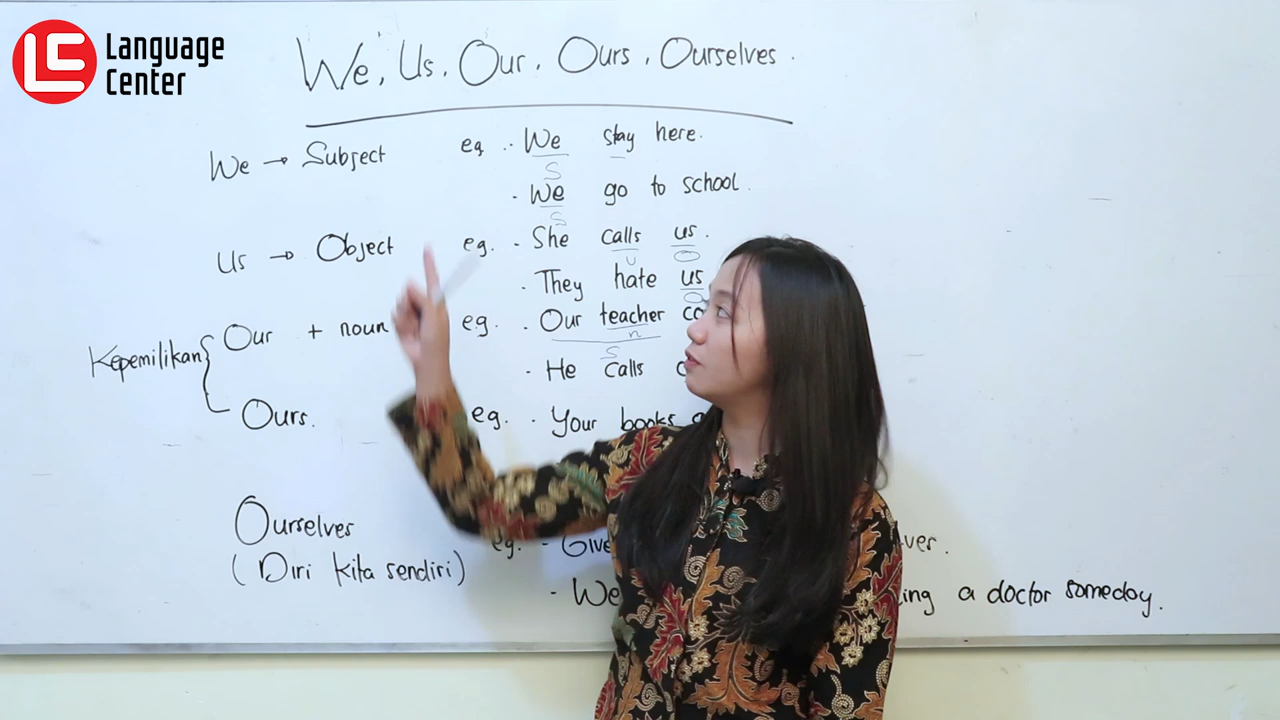 LC Language
Center
We, Us, Our, Ours, Ourselves.
We → Subject eg. · We stay here.
S
· We go to school.
S
Us → Object eg. · She calls us.
v O
· They hate us
O
Kepemilikan
Our + noun eg. · Our teacher
n
S
· He calls
Ours. eg. · Your books
Ourselves
(Diri kita sendiri)
eg. · Give
· We a doctor someday.